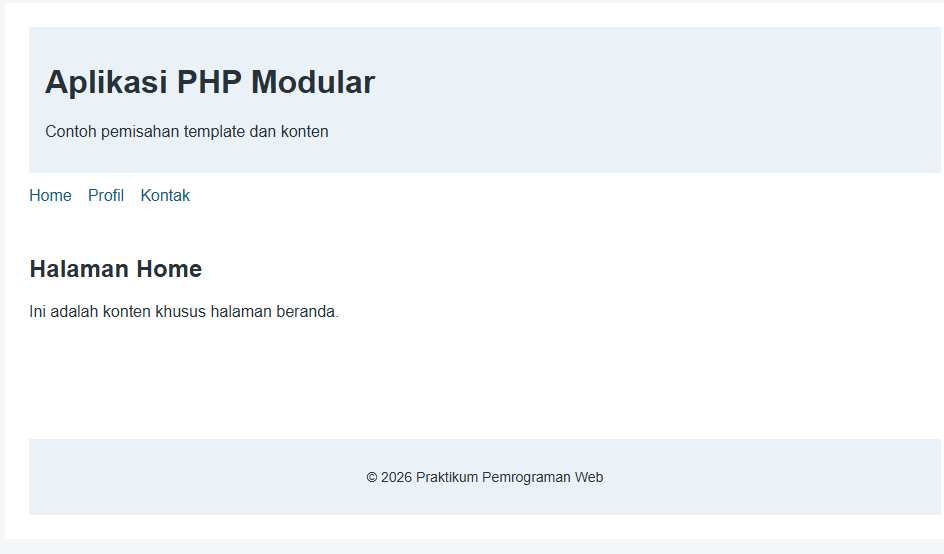 Aplikasi PHP Modular
Contoh pemisahan template dan konten
Home Profil Kontak
Halaman Home
Ini adalah konten khusus halaman beranda.
© 2026 Praktikum Pemrograman Web